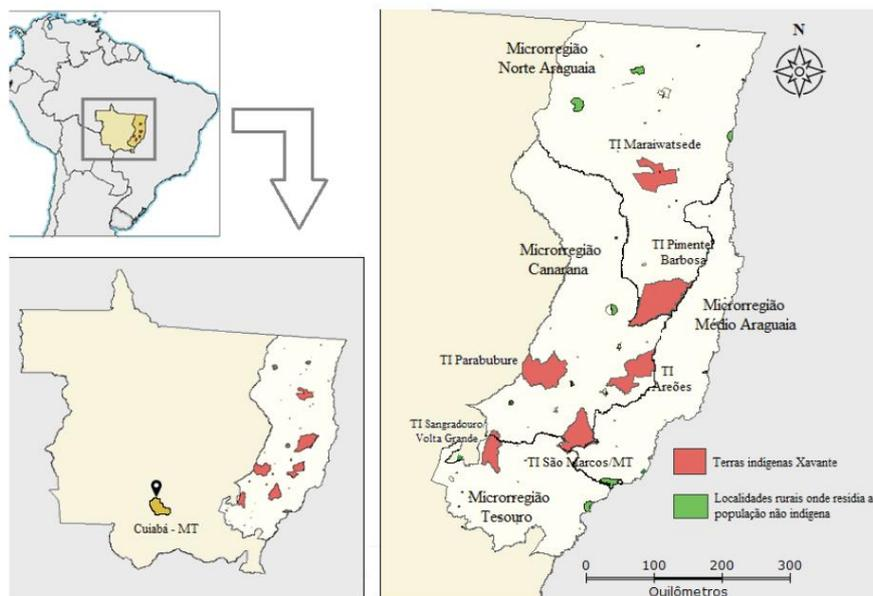 Microrregião
Norte Araguaia
N
TI Maraiwatsede
Microrregião
Canarana
TI Pimentel
Barbosa
Microrregião
Médio Araguaia
TI Parabubure
TI
Areões
TI Sangradouro/
Volta Grande
TI São Marcos/MT
Microrregião
Tesouro
Terras indígenas Xavante
Localidades rurais onde residia a
população não indígena
0 100 200 300
Quilômetros
Cuiabá - MT